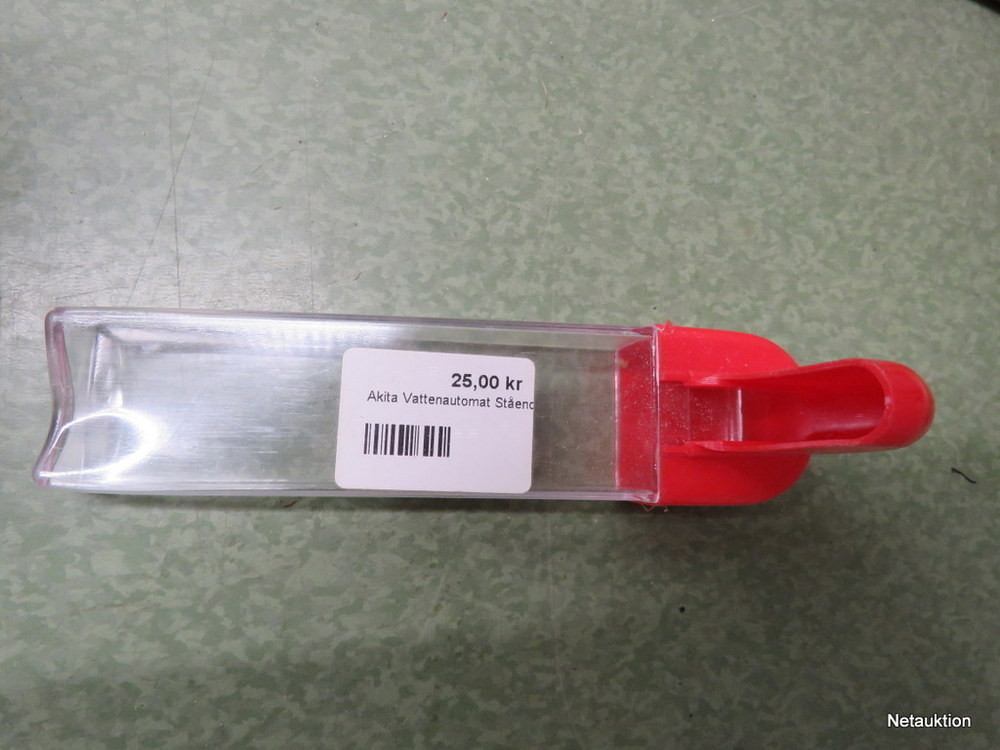 25,00 kr
Akita Vattenautomat Ståend
Netauktion